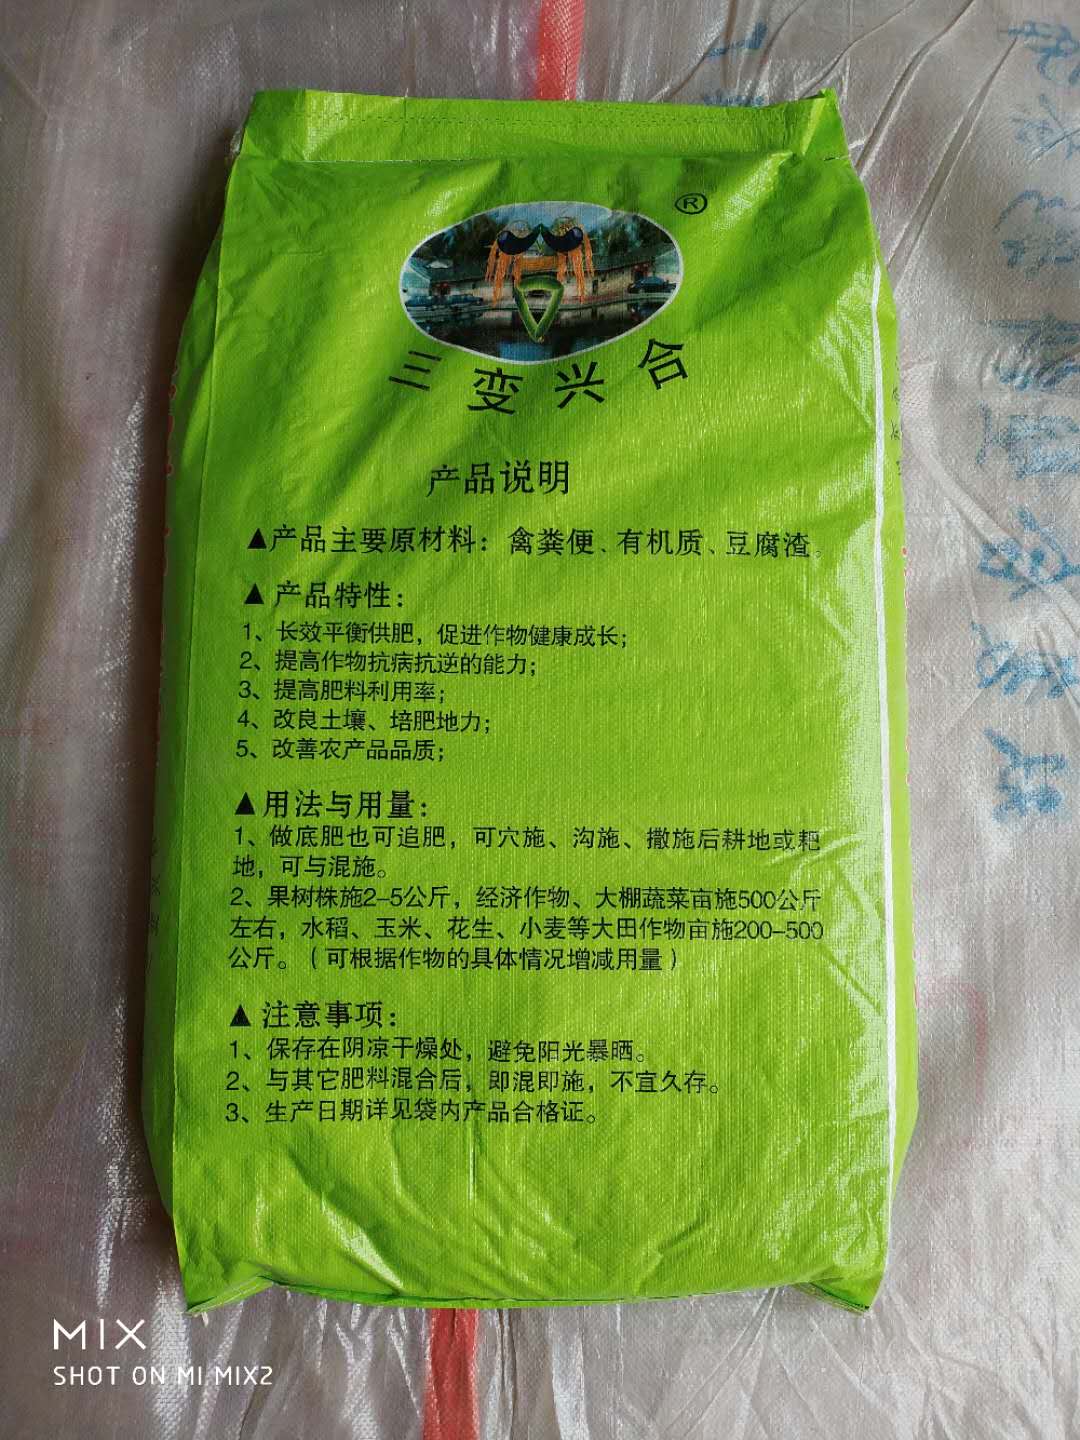 ®
三变兴合
产品说明
▲产品主要原材料：禽粪便、有机质、豆腐渣。
▲产品特性：
1、长效平衡供肥，促进作物健康成长；
2、提高作物抗病抗逆的能力；
3、提高肥料利用率；
4、改良土壤、培肥地力；
5、改善农产品品质；
▲用法与用量：
1、做底肥也可追肥，可穴施、沟施、撒施后耕地或耙
地，可与混施。
2、果树株施2-5公斤，经济作物、大棚蔬菜亩施500公斤
左右，水稻、玉米、花生、小麦等大田作物亩施200-500
公斤。（可根据作物的具体情况增减用量）
▲注意事项：
1、保存在阴凉干燥处，避免阳光暴晒。
2、与其它肥料混合后，即混即施，不宜久存。
3、生产日期详见袋内产品合格证。
MIX
SHOT ON MI MIX2